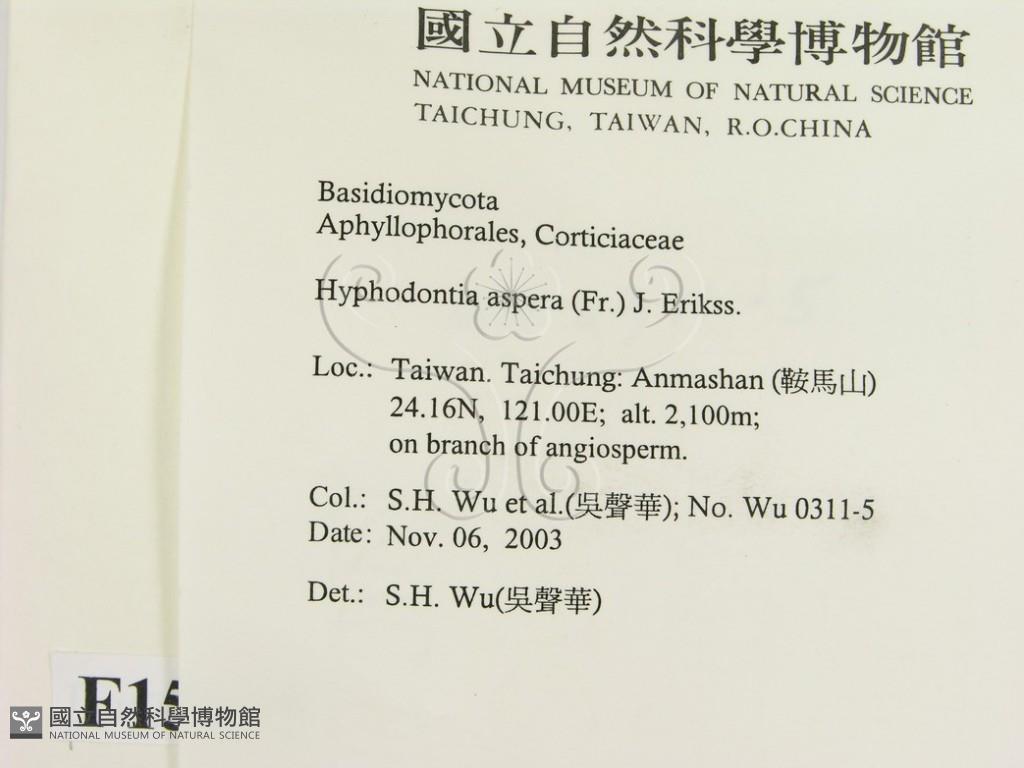 國立自然科學博物館
NATIONAL MUSEUM OF NATURAL SCIENCE
TAICHUNG, TAIWAN, R.O.CHINA
Basidiomycota
Aphyllophorales, Corticiaceae
Hyphodontia aspera (Fr.) J. Erikss.
Loc.: Taiwan. Taichung: Anmashan (鞍馬山)
24.16N, 121.00E; alt. 2,100m;
on branch of angiosperm.
Col.: S.H. Wu et al.(吳聲華); No. Wu 0311-5
Date: Nov. 06, 2003
Det.: S.H. Wu(吳聲華)
F15
國立自然科學博物館
NATIONAL MUSEUM OF NATURAL SCIENCE